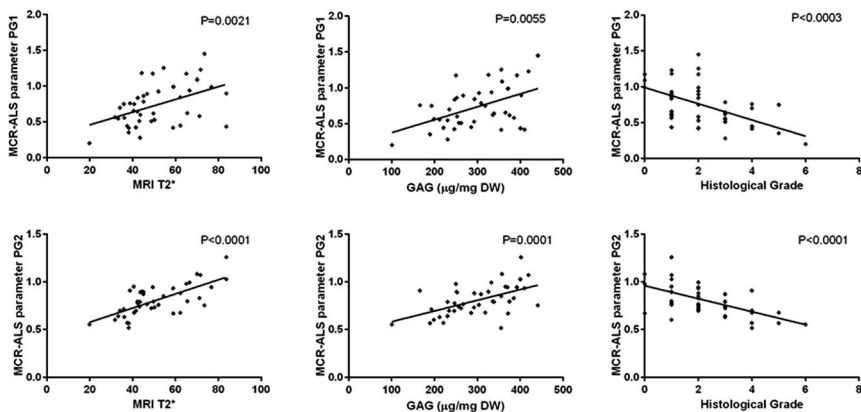 P=0.0021
MCR-ALS parameter PG1
2.0
1.5
1.0
0.5
0.0
0 20 40 60 80 100
MRI T2*
P=0.0055
MCR-ALS parameter PG1
2.0
1.5
1.0
0.5
0.0
0 100 200 300 400 500
GAG (µg/mg DW)
P<0.0003
MCR-ALS parameter PG1
2.0
1.5
1.0
0.5
0.0
0 2 4 6 8
Histological Grade
P<0.0001
MCR-ALS parameter PG2
1.5
1.0
0.5
0.0
0 20 40 60 80 100
MRI T2*
P=0.0001
MCR-ALS parameter PG2
1.5
1.0
0.5
0.0
0 100 200 300 400 500
GAG (µg/mg DW)
P<0.0001
MCR-ALS parameter PG2
1.5
1.0
0.5
0.0
0 2 4 6 8
Histological Grade